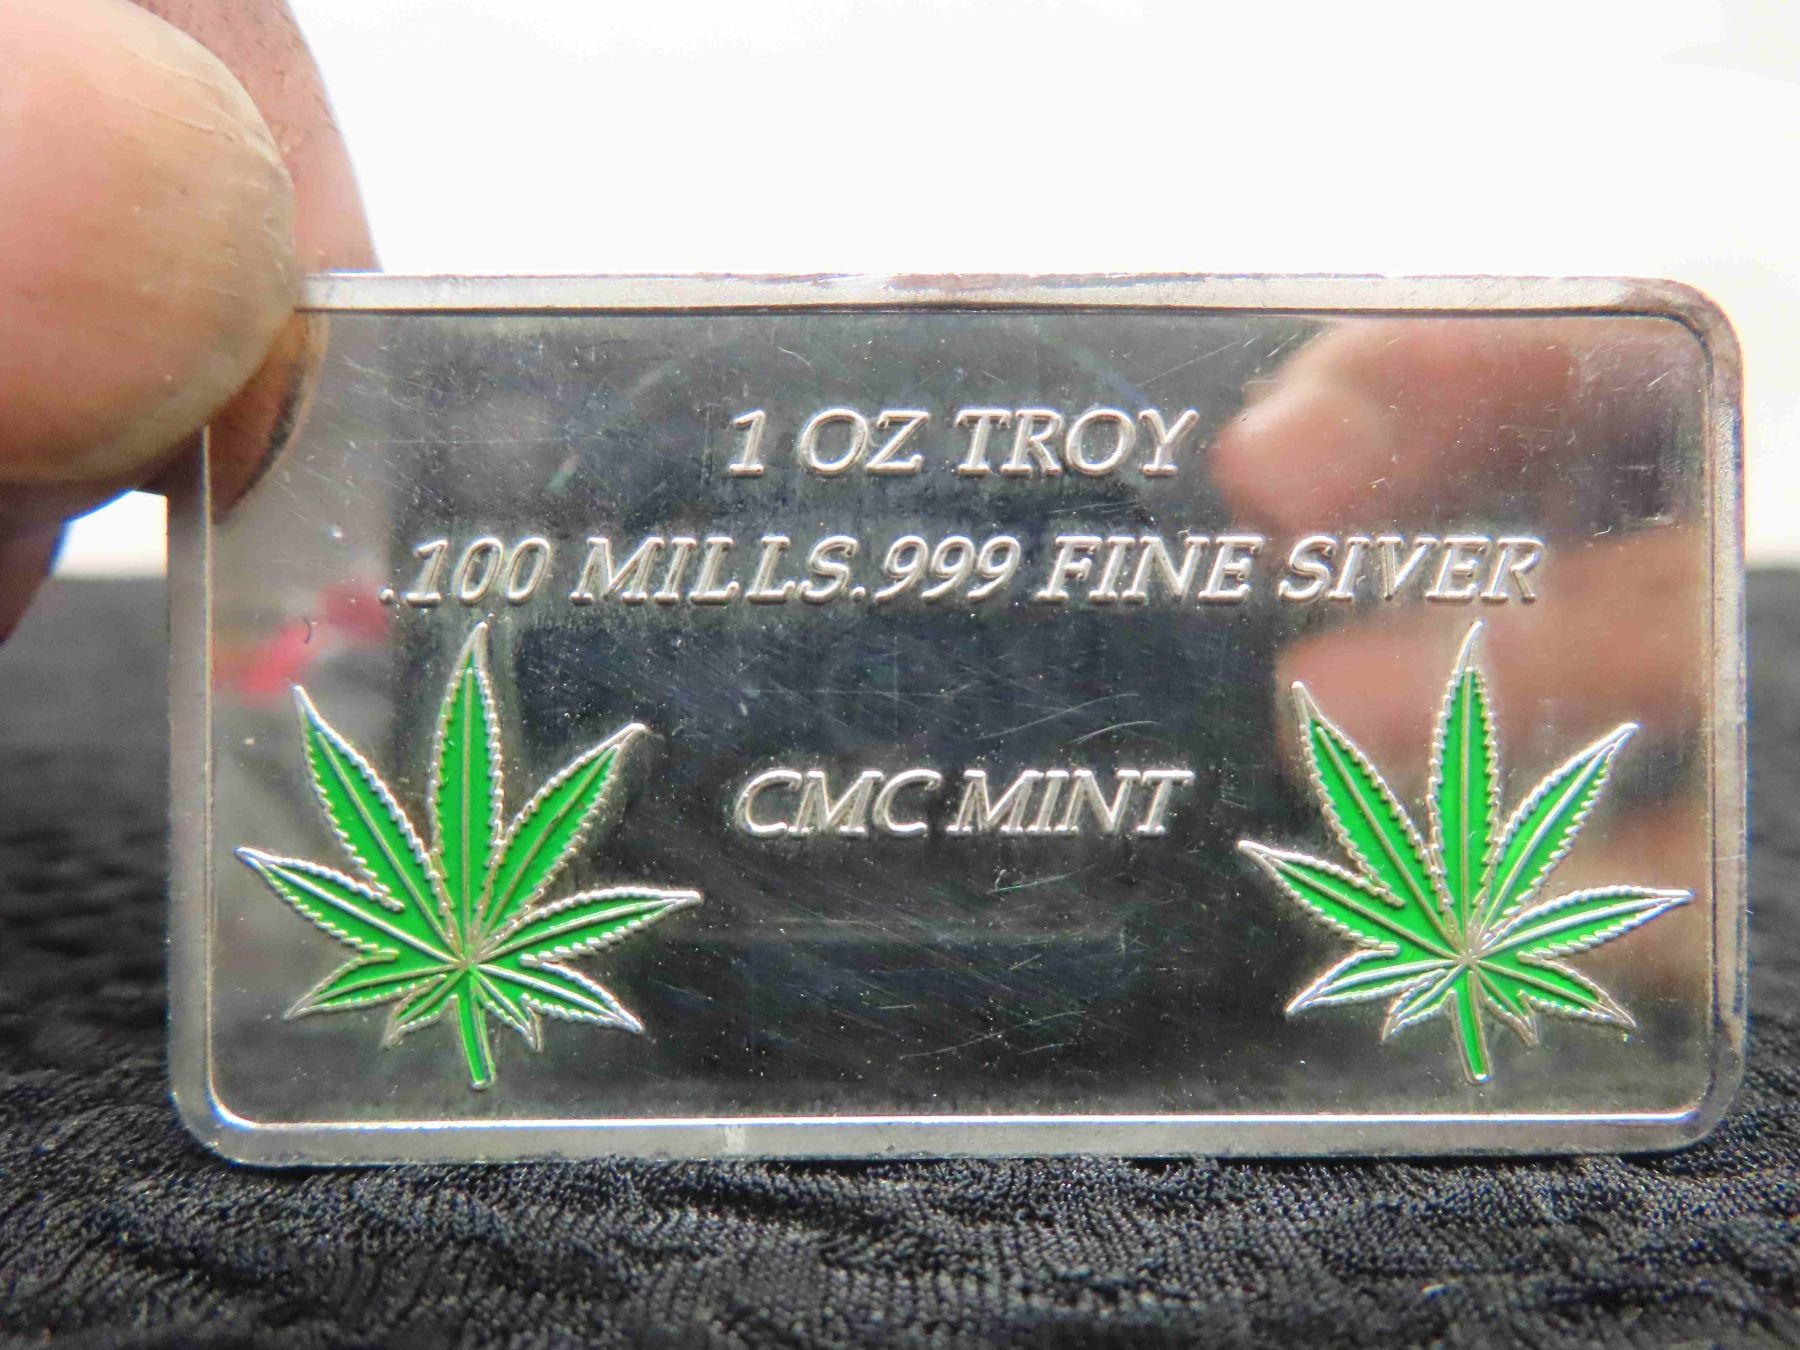 1 OZ TROY
.100 MILLS.999 FINE SIVER
CMC MINT